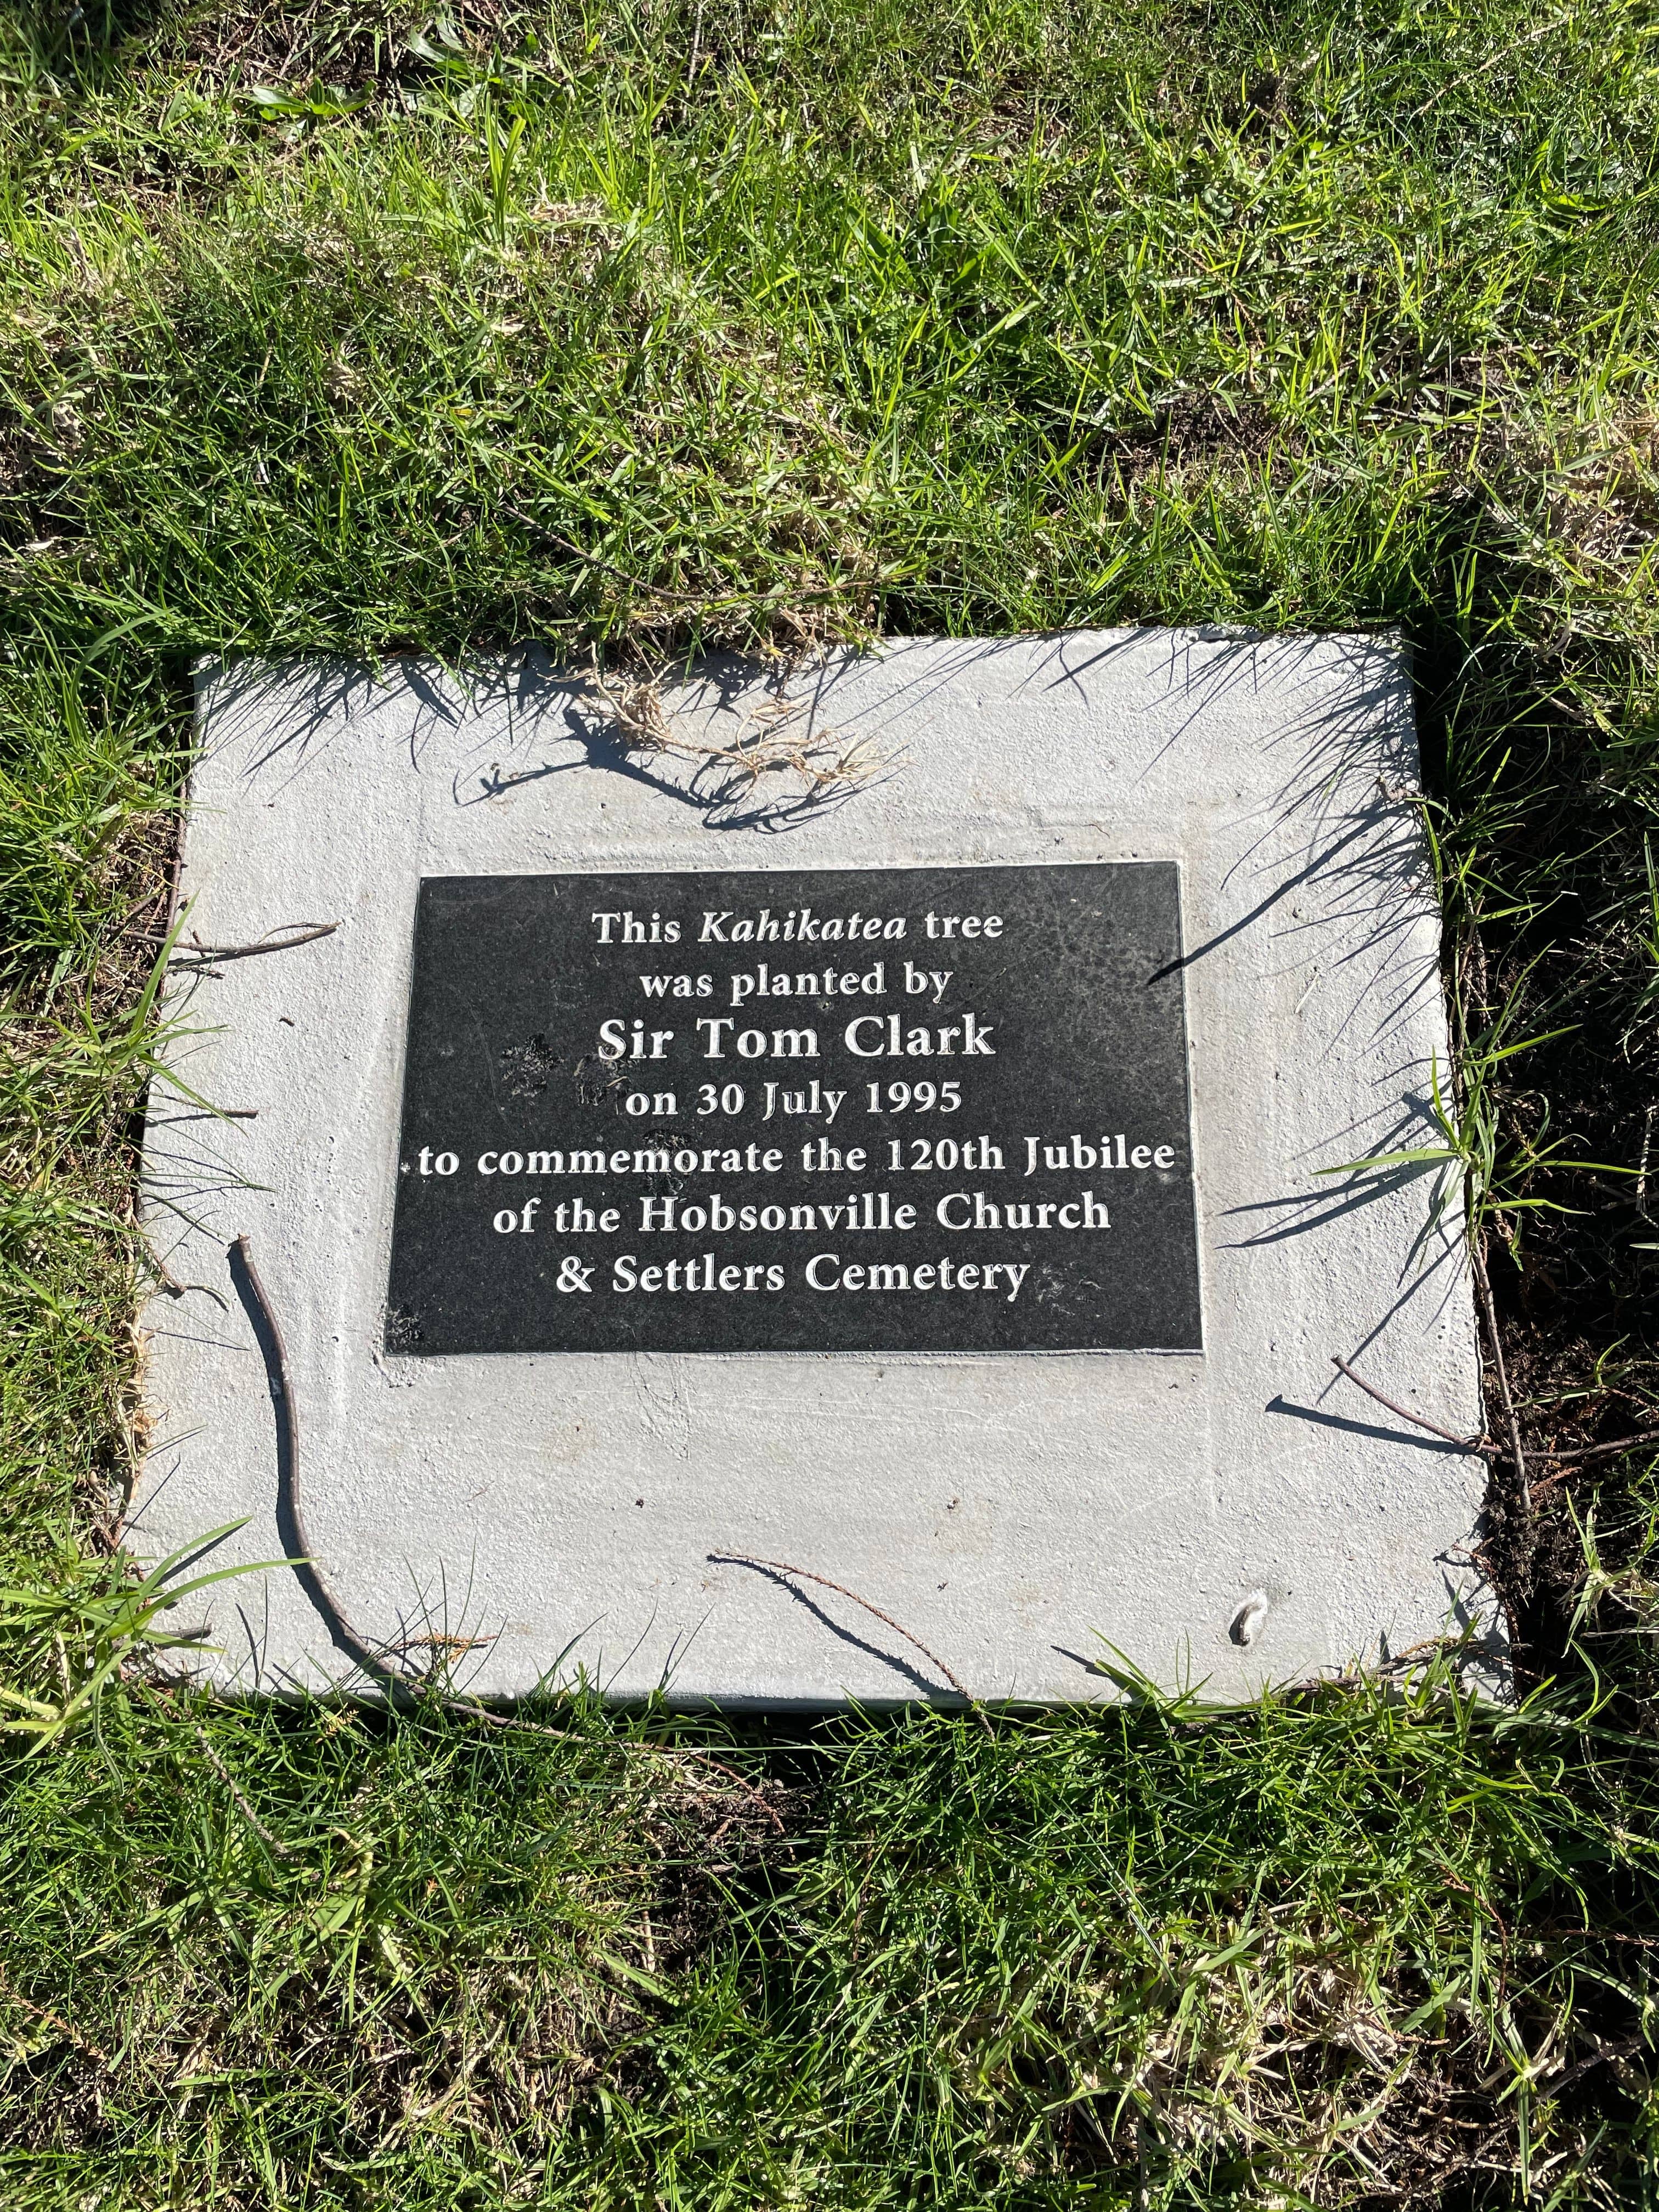 This Kahikatea tree
was planted by
Sir Tom Clark
on 30 July 1995
to commemorate the 120th Jubilee
of the Hobsonville Church
& Settlers Cemetery